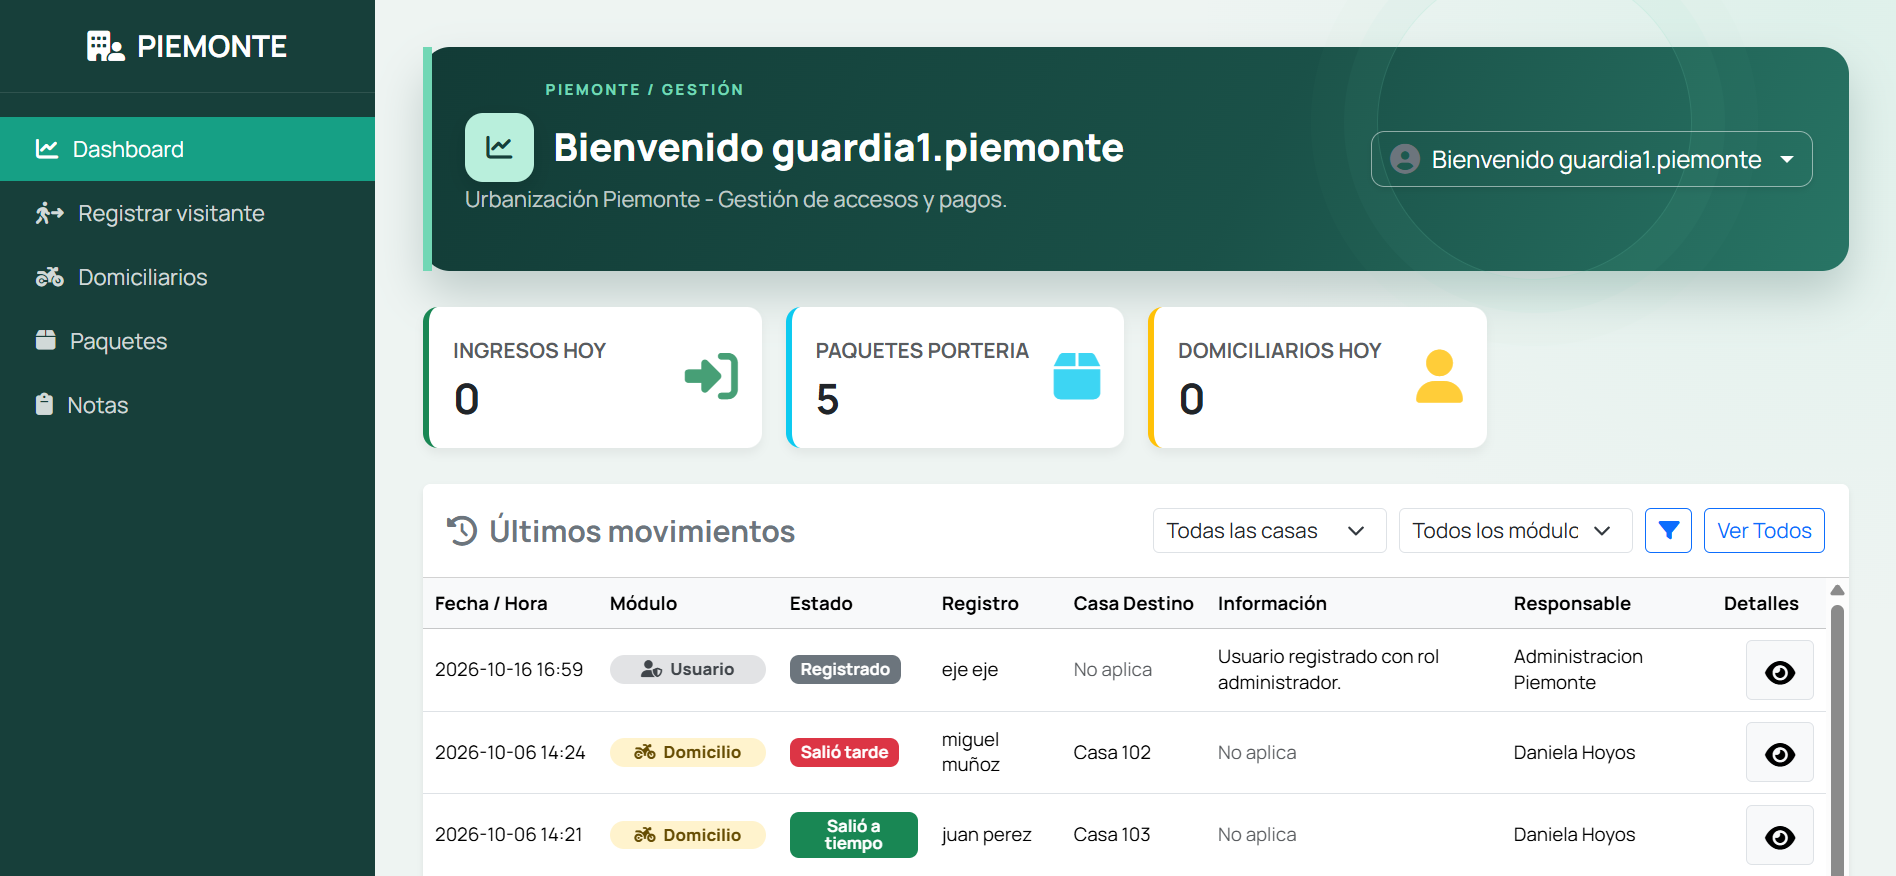 PIEMONTE
Dashboard
Registrar visitante
Domiciliarios
Paquetes
Notas
PIEMONTE / GESTIÓN
Bienvenido guardia1.piemonte
Urbanización Piemonte - Gestión de accesos y pagos.
Bienvenido guardia1.piemonte
INGRESOS HOY
0
PAQUETES PORTERIA
5
DOMICILIARIOS HOY
0
Últimos movimientos
Todas las casas
Todos los módulc
Ver Todos
Fecha / Hora Módulo Estado Registro Casa Destino Información Responsable Detalles
2026-10-16 16:59 Usuario Registrado eje eje No aplica Usuario registrado con rol
administrador. Administracion
Piemonte
2026-10-06 14:24 Domicilio Salió tarde miguel
muñoz Casa 102 No aplica Daniela Hoyos
2026-10-06 14:21 Domicilio Salió a
tiempo juan perez Casa 103 No aplica Daniela Hoyos